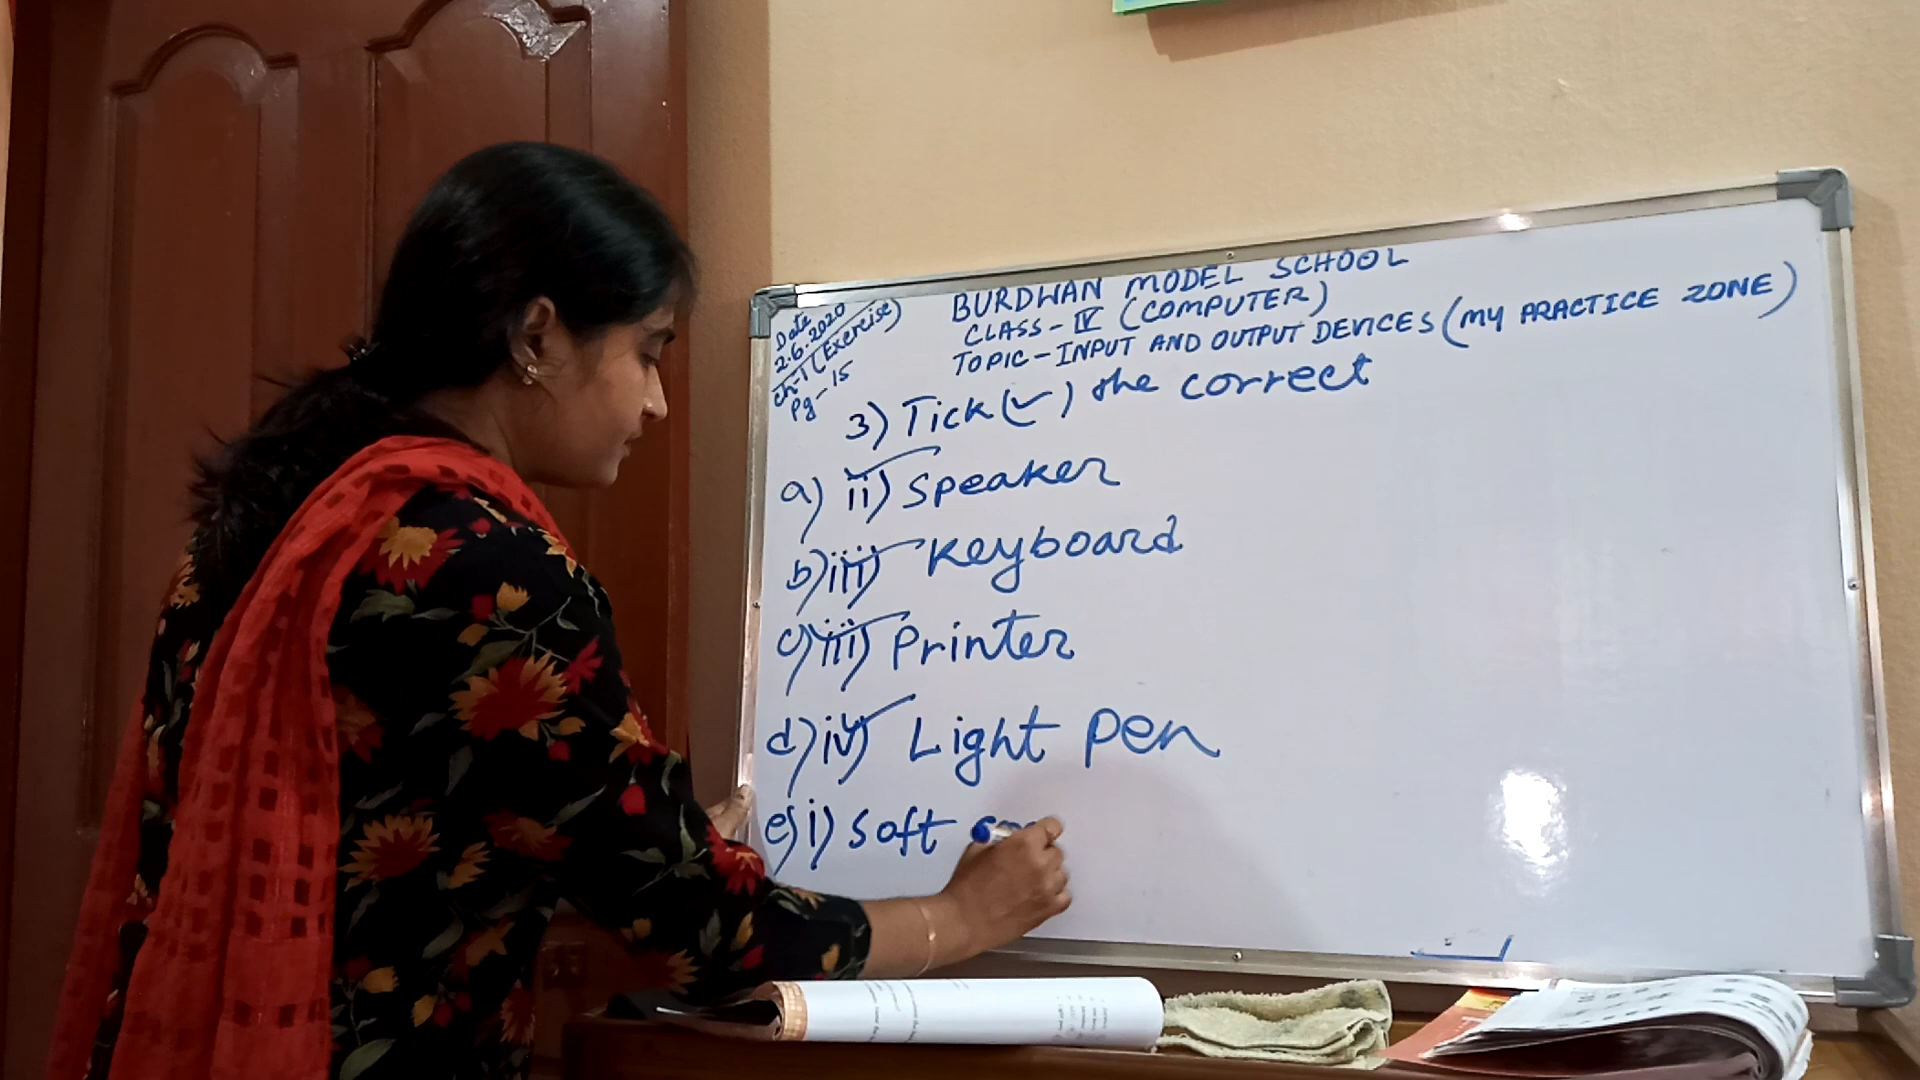 BURDWAN MODEL SCHOOL
CLASS-IV (COMPUTER)
TOPIC-INPUT AND OUTPUT DEVICES (MY PRACTICE ZONE)
Date
2.6.2020
Ch-1 (Exercise)
Pg-15
3) Tick (✓) the correct
a) ii) Speaker
b) iii) Keyboard
c) iii) Printer
d) iv) Light Pen
e) i) Soft